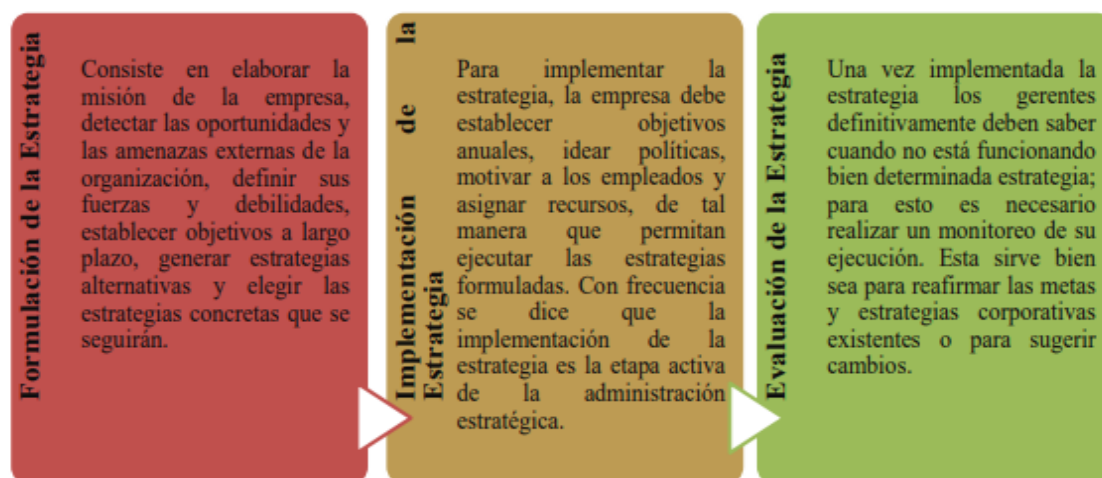 Formulación de la Estrategia
Consiste en elaborar la
misión de la empresa,
detectar las oportunidades y
las amenazas externas de la
organización, definir sus
fuerzas y debilidades,
establecer objetivos a largo
plazo, generar estrategias
alternativas y elegir las
estrategias concretas que se
seguirán.
Implementación de la
Estrategia
Para implementar la
estrategia, la empresa debe
establecer objetivos
anuales, idear políticas,
motivar a los empleados y
asignar recursos, de tal
manera que permitan
ejecutar las estrategias
formuladas. Con frecuencia
se dice que la
implementación de la
estrategia es la etapa activa
de la administración
estratégica.
Evaluación de la Estrategia
Una vez implementada la
estrategia los gerentes
definitivamente deben saber
cuando no está funcionando
bien determinada estrategia;
para esto es necesario
realizar un monitoreo de su
ejecución. Esta sirve bien
sea para reafirmar las metas
y estrategias corporativas
existentes o para sugerir
cambios.